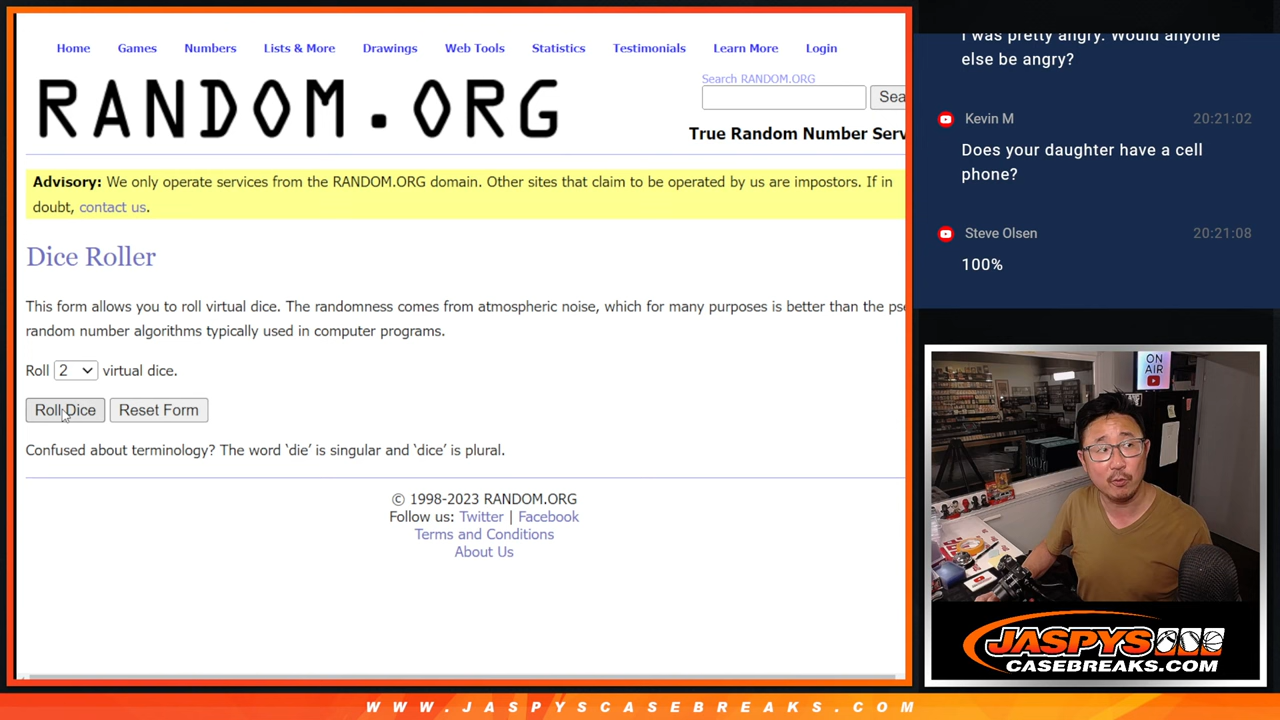 Home Games Numbers Lists & More Drawings Web Tools Statistics Testimonials Learn More Login
RANDOM.ORG
Search RANDOM.ORG
Sea
True Random Number Serv
Advisory: We only operate services from the RANDOM.ORG domain. Other sites that claim to be operated by us are impostors. If in
doubt, contact us.
Dice Roller
This form allows you to roll virtual dice. The randomness comes from atmospheric noise, which for many purposes is better than the pse
random number algorithms typically used in computer programs.
Roll 2 virtual dice.
Roll Dice Reset Form
Confused about terminology? The word ‘die’ is singular and ‘dice’ is plural.
© 1998-2023 RANDOM.ORG
Follow us: Twitter | Facebook
Terms and Conditions
About Us
I was pretty angry. Would anyone
else be angry?
Kevin M 20:21:02
Does your daughter have a cell
phone?
Steve Olsen 20:21:08
100%
ON
AIR
JASPYS
CASEBREAKS.COM
WWW.JASPYSCASEBREAKS.COM